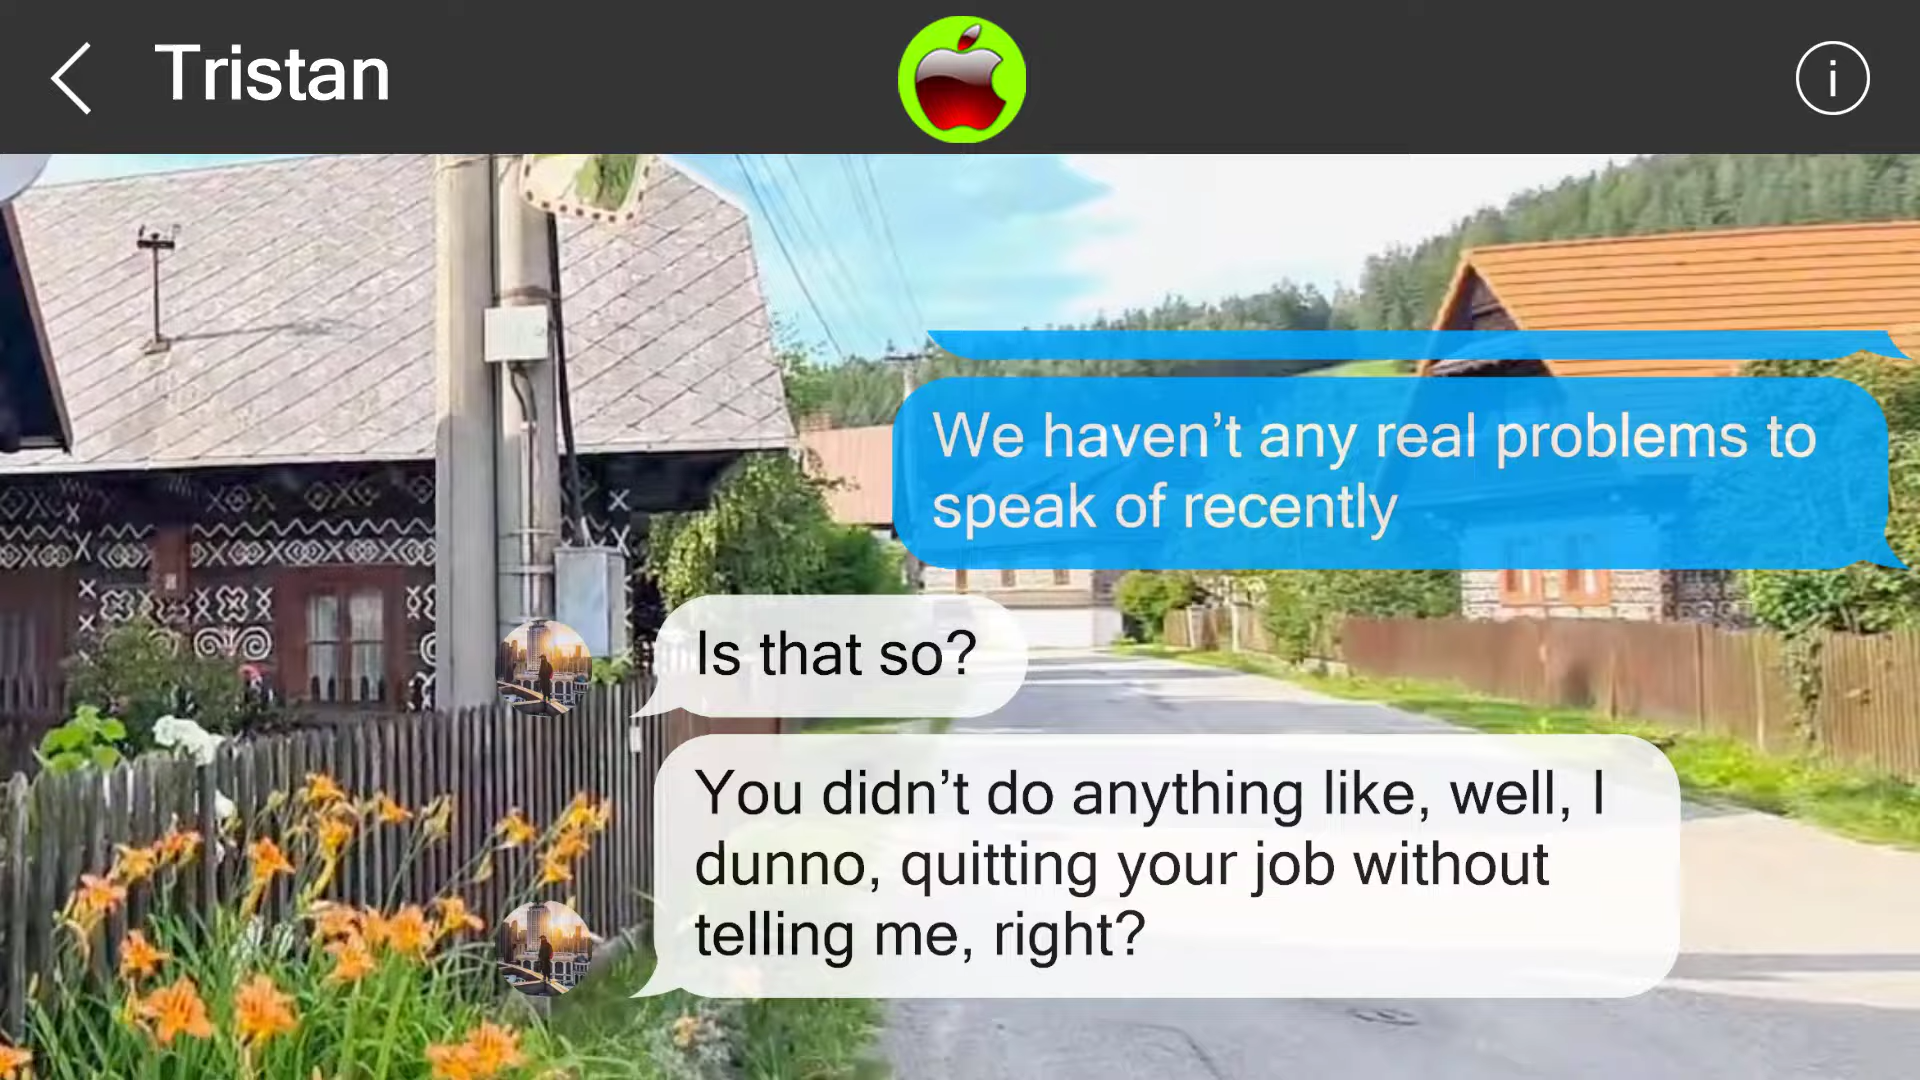 Tristan
We haven’t any real problems to
speak of recently
Is that so?
You didn’t do anything like, well, I
dunno, quitting your job without
telling me, right?